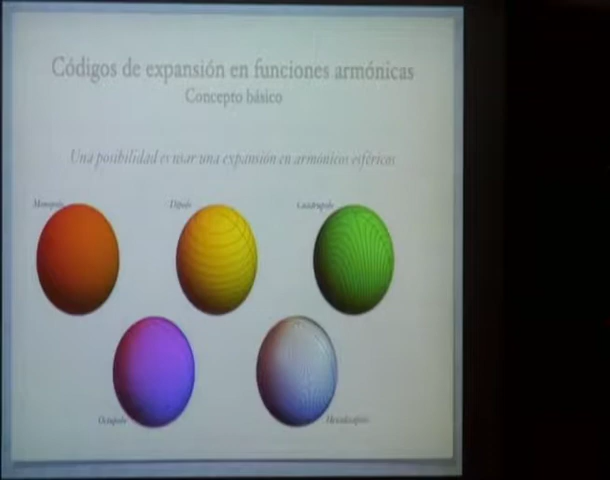 Códigos de expansión en funciones armónicas
Concepto básico
Una posibilidad es usar una expansión en armónicos esféricos
Monopolo
Dipolo
Cuadrupolo
Octupolo
Hexadecapolo